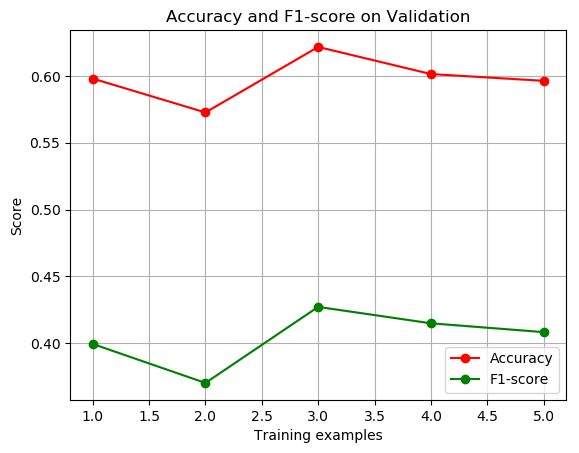 Accuracy and F1-score on Validation
0.60
0.55
0.50
0.45
0.40
Score
Accuracy
F1-score
1.0 1.5 2.0 2.5 3.0 3.5 4.0 4.5 5.0
Training examples